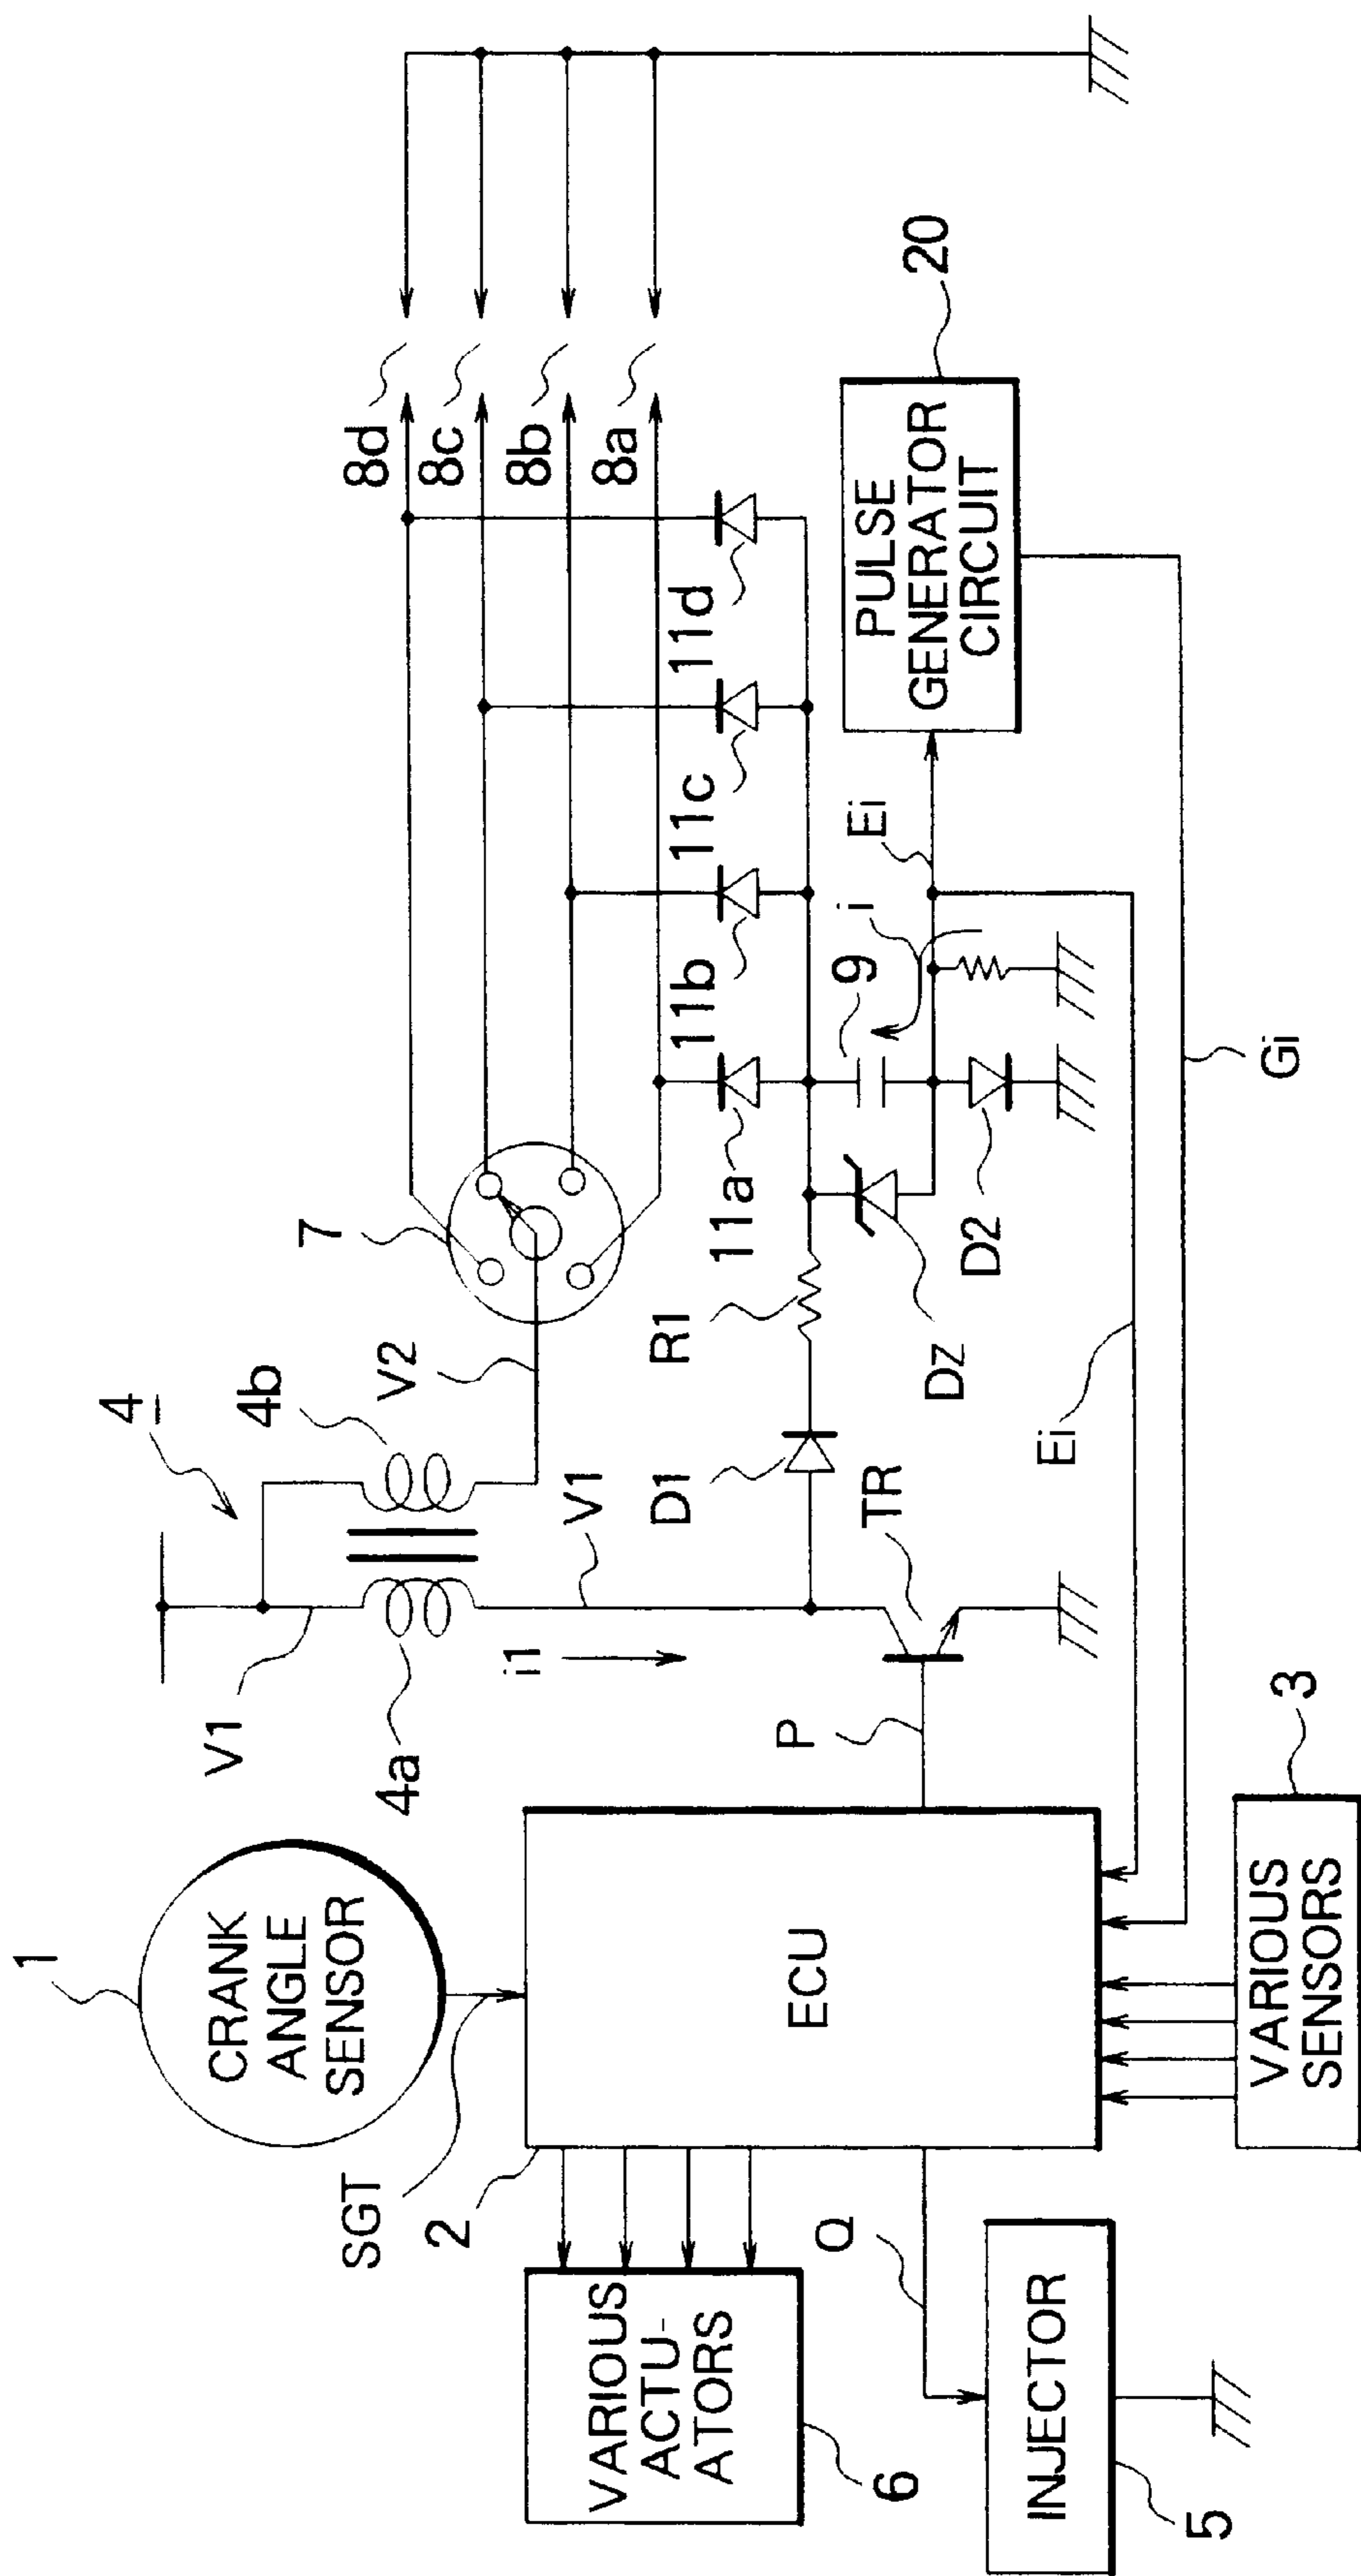 1
CRANK
ANGLE
SENSOR
SGT
2
ECU
VARIOUS
ACTU-
ATORS
6
Q
INJECTOR
5
VARIOUS
SENSORS
3
P
V1
4a
i1
4
4b
V1
V2
7
D1
TR
R1
Dz
D2
11a
11b
11c
11d
9
i
Ei
8d
8c
8b
8a
PULSE
GENERATOR
CIRCUIT
20
Ei
Gi